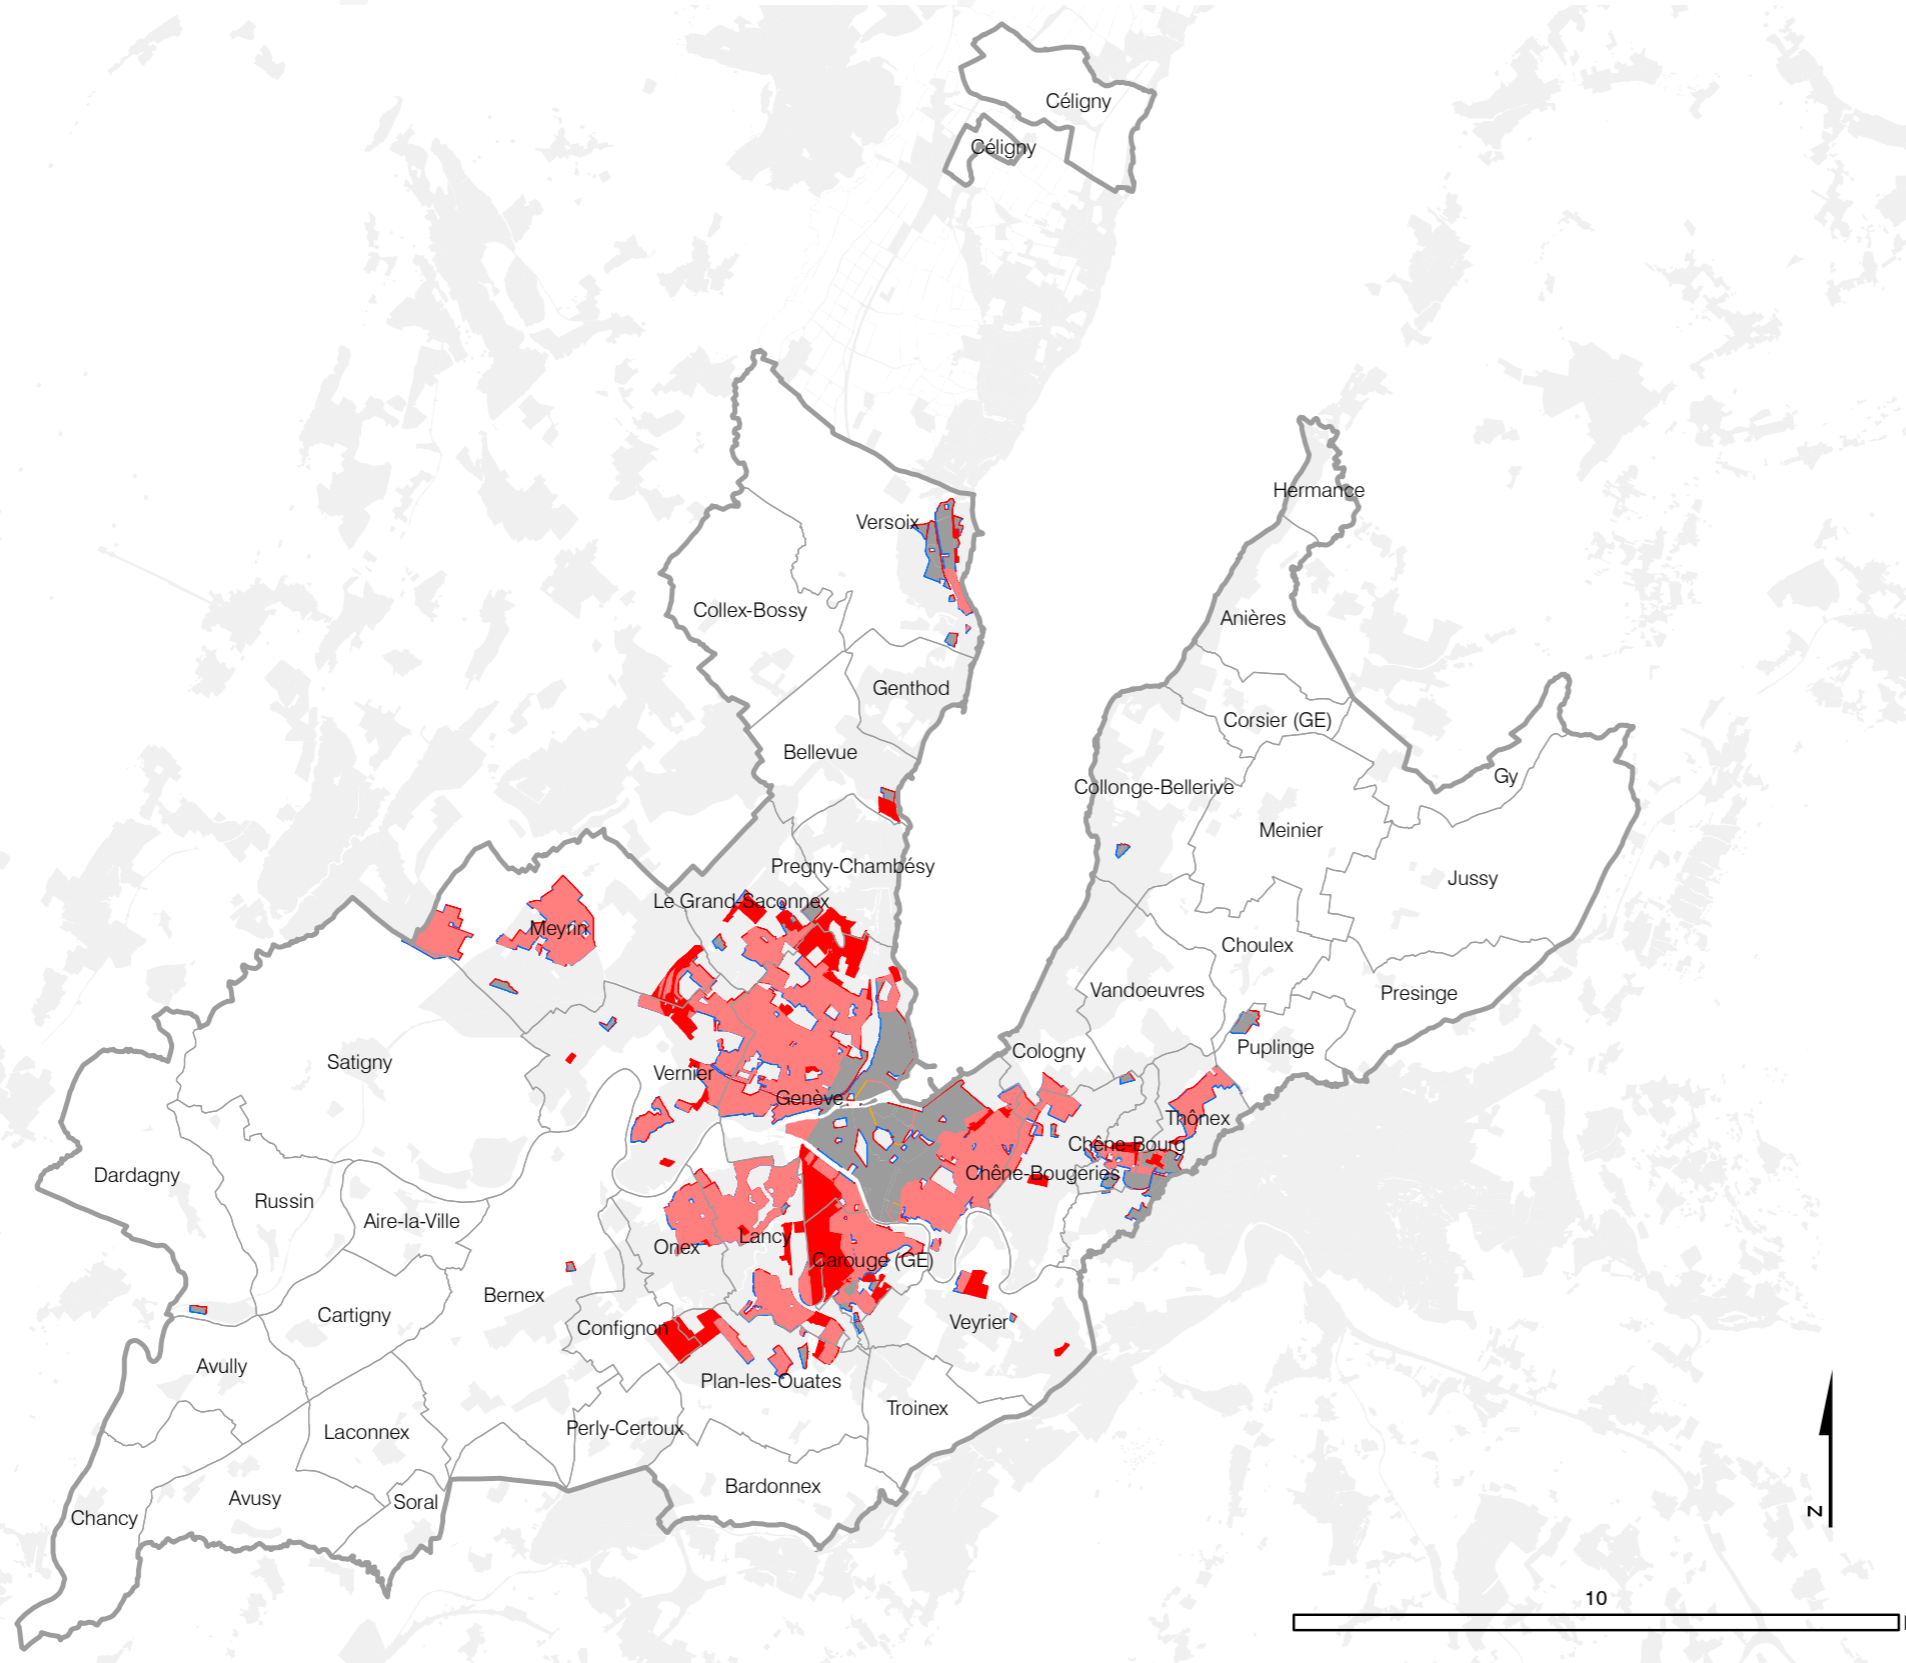 Céligny
Céligny
Hermance
Versoix
Collex-Bossy
Anières
Genthod
Corsier (GE)
Bellevue
Gy
Collonge-Bellerive
Meinier
Pregny-Chambésy
Jussy
Le Grand-Saconnex
Meyrin
Choulex
Vandoeuvres
Presinge
Puplinge
Cologny
Satigny
Vernier
Genève
Thônex
Chêne-Bourg
Chêne-Bougeries
Dardagny
Russin
Aire-la-Ville
Lancy
Onex
Carouge (GE)
Bernex
Cartigny
Confignon
Veyrier
Avully
Plan-les-Ouates
Troinex
Perly-Certoux
Laconnex
Bardonnex
Avusy
Soral
Chancy
N
10